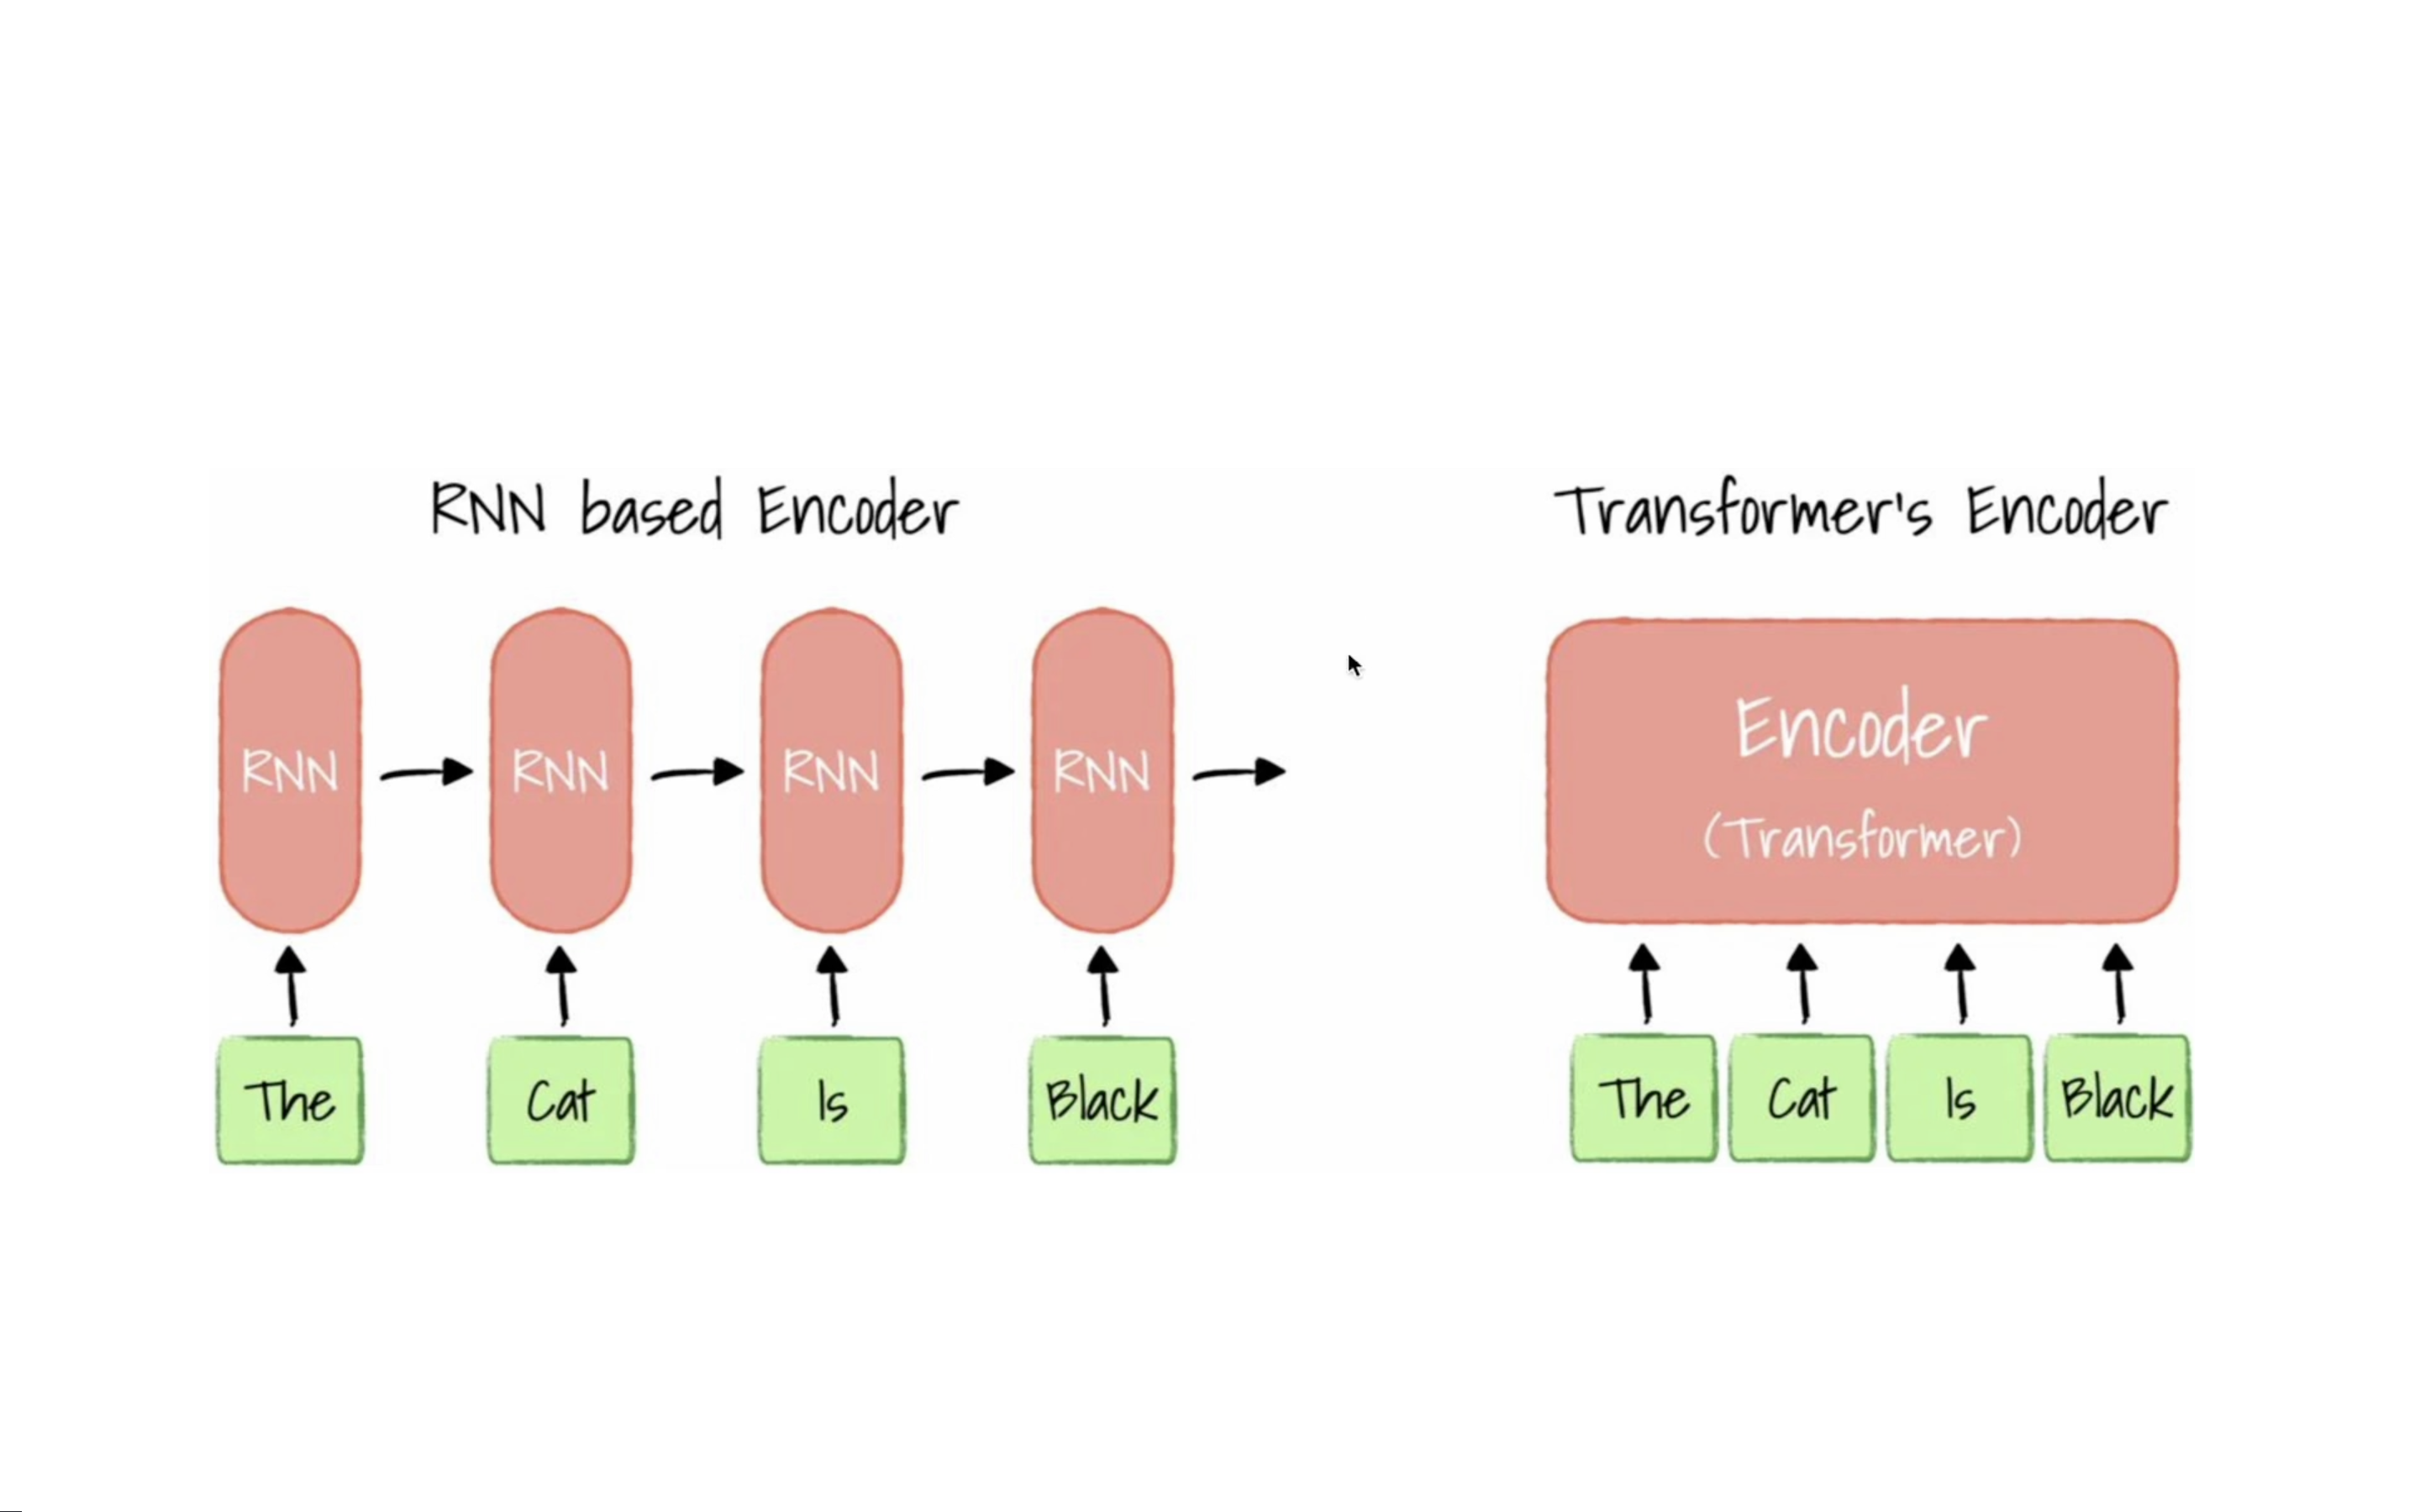 RNN based Encoder
RNN RNN RNN RNN
The Cat Is Black
Transformer's Encoder
Encoder
(Transformer)
The Cat Is Black